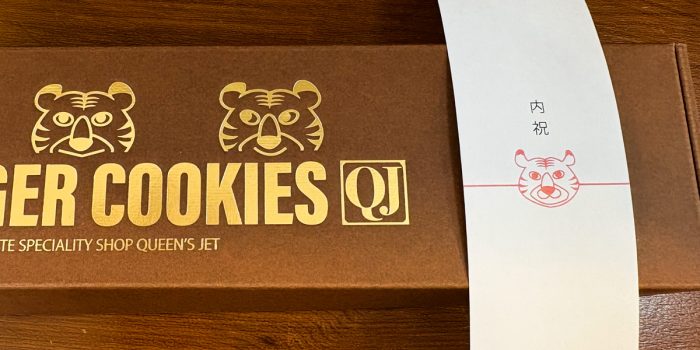 GER COOKIES
QJ
TE SPECIALITY SHOP QUEEN'S JET
内
祝